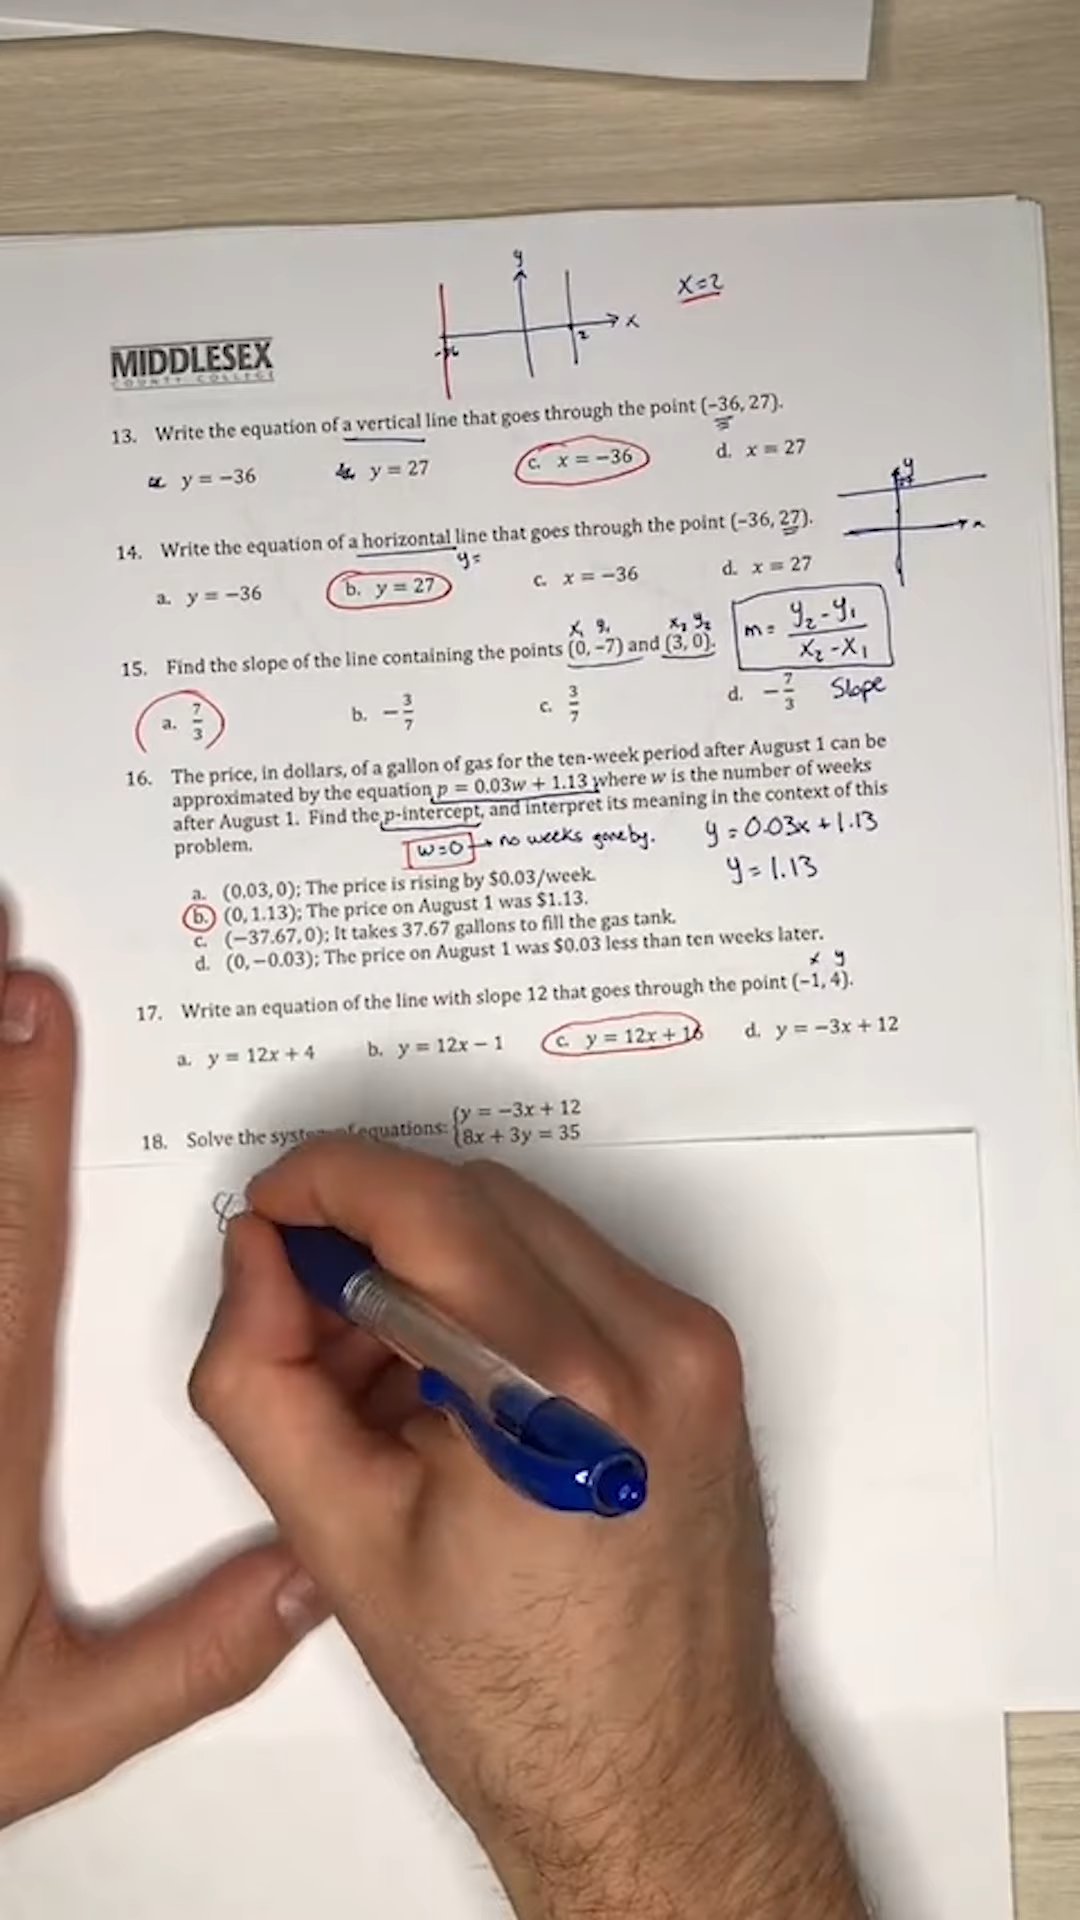 y
x=2
x
-36
2
MIDDLESEX
COUNTY COLLEGE
13. Write the equation of a vertical line that goes through the point (−36, 27).
y = −36 y = 27 c. x = −36 d. x = 27
y
27
x
14. Write the equation of a horizontal line that goes through the point (−36, 27).
y=
a. y = −36 b. y = 27 c. x = −36 d. x = 27
x₁ y₁ x₂ y₂
m = y₂-y₁ / x₂-x₁
15. Find the slope of the line containing the points (0, −7) and (3, 0).
Slope
a. 7/3 b. −3/7 c. 3/7 d. −7/3
16. The price, in dollars, of a gallon of gas for the ten-week period after August 1 can be
approximated by the equation p = 0.03w + 1.13 where w is the number of weeks
after August 1. Find the p-intercept, and interpret its meaning in the context of this
problem.
w=0 → no weeks gone by.
y = 0.03x + 1.13
y = 1.13
a. (0.03, 0); The price is rising by $0.03/week.
b. (0, 1.13); The price on August 1 was $1.13.
c. (−37.67, 0); It takes 37.67 gallons to fill the gas tank.
d. (0, −0.03); The price on August 1 was $0.03 less than ten weeks later.
x y
17. Write an equation of the line with slope 12 that goes through the point (−1, 4).
a. y = 12x + 4 b. y = 12x − 1 c. y = 12x + 16 d. y = −3x + 12
18. Solve the system of equations: {y = −3x + 12
{8x + 3y = 35
8